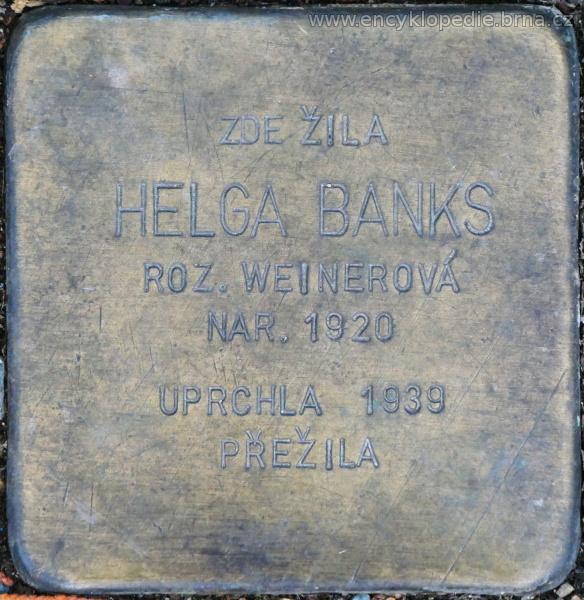 www.encyklopedie.brna.cz
ZDE ŽILA
HELGA BANKS
ROZ. WEINEROVÁ
NAR. 1920
UPRCHLA 1939
PŘEŽILA